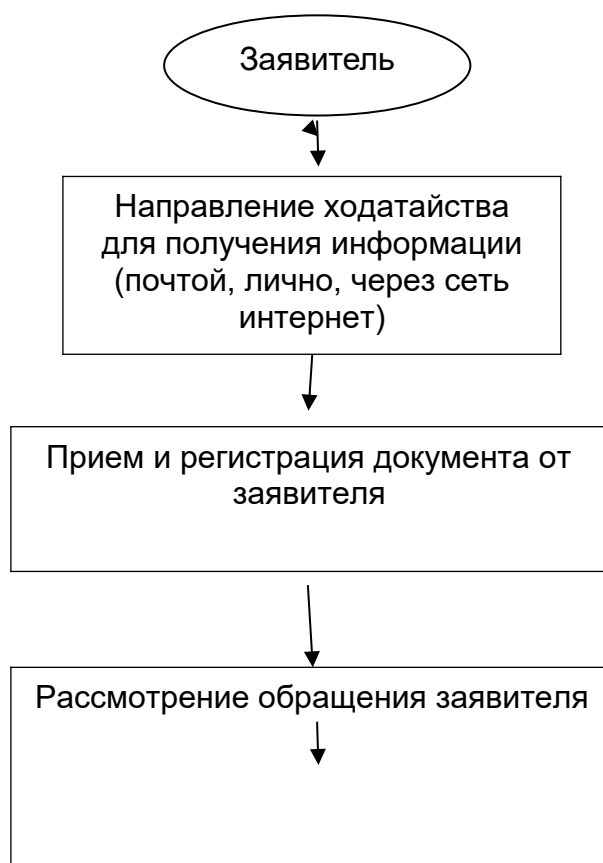 Заявитель
Направление ходатайства
для получения информации
(почтой, лично, через сеть
интернет)
Прием и регистрация документа от
заявителя
Рассмотрение обращения заявителя